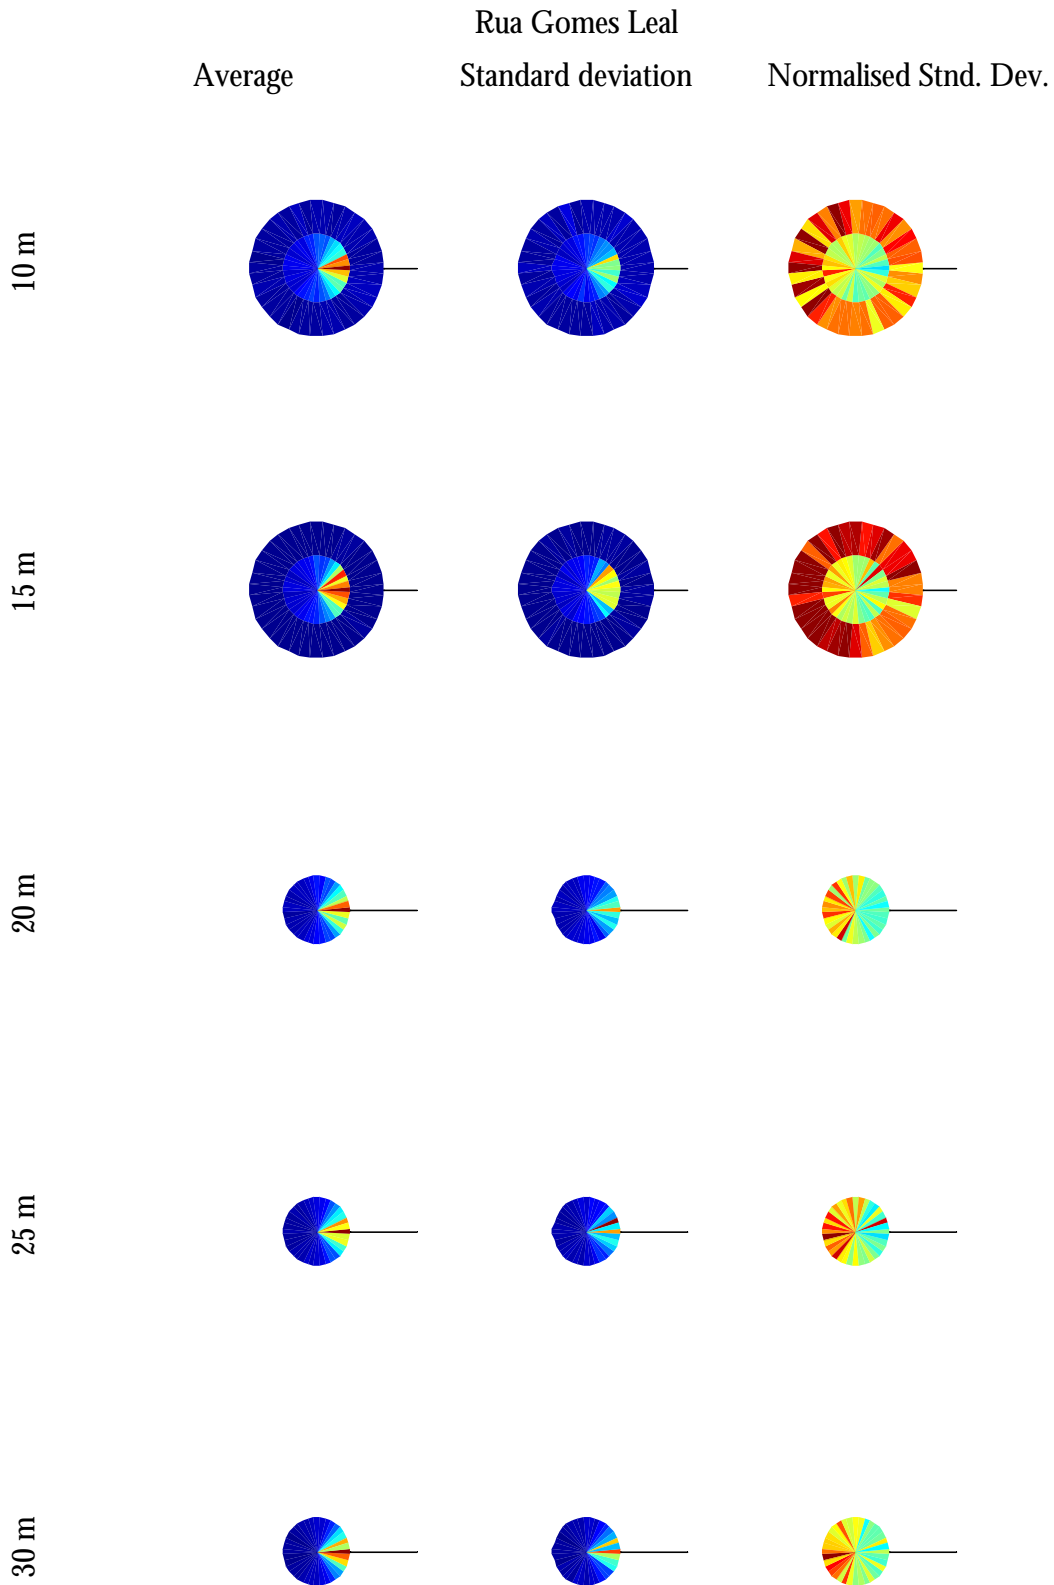 Rua Gomes Leal
Average Standard deviation Normalised Stnd. Dev.
10 m
15 m
20 m
25 m
30 m